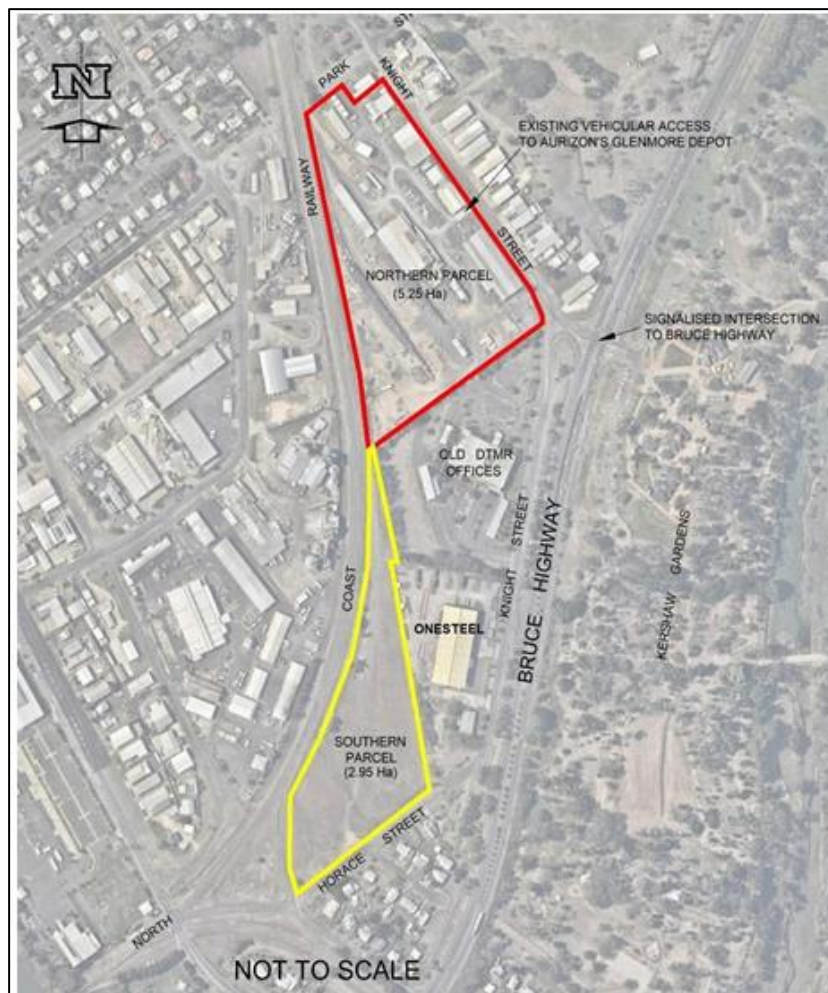 N
PARK
KNIGHT
ST
EXISTING VEHICULAR ACCESS
TO AURIZON'S GLENMORE DEPOT
RAILWAY
STREET
NORTHERN PARCEL
(5.25 Ha)
SIGNALISED INTERSECTION
TO BRUCE HIGHWAY
QLD DTMR
OFFICES
KNIGHT STREET
BRUCE HIGHWAY
KERSHAW GARDENS
COAST
ONESTEEL
SOUTHERN
PARCEL
(2.95 Ha)
HORACE STREET
NORTH
NOT TO SCALE